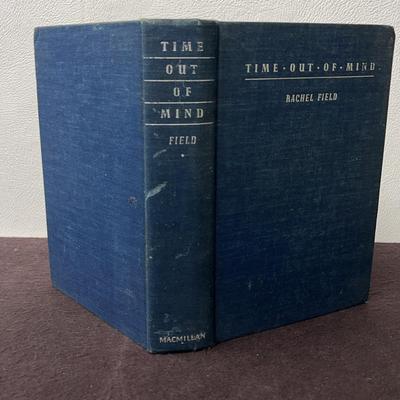 TIME
OUT
OF
MIND
FIELD
MACMILLAN
TIME·OUT·OF·MIND
RACHEL FIELD